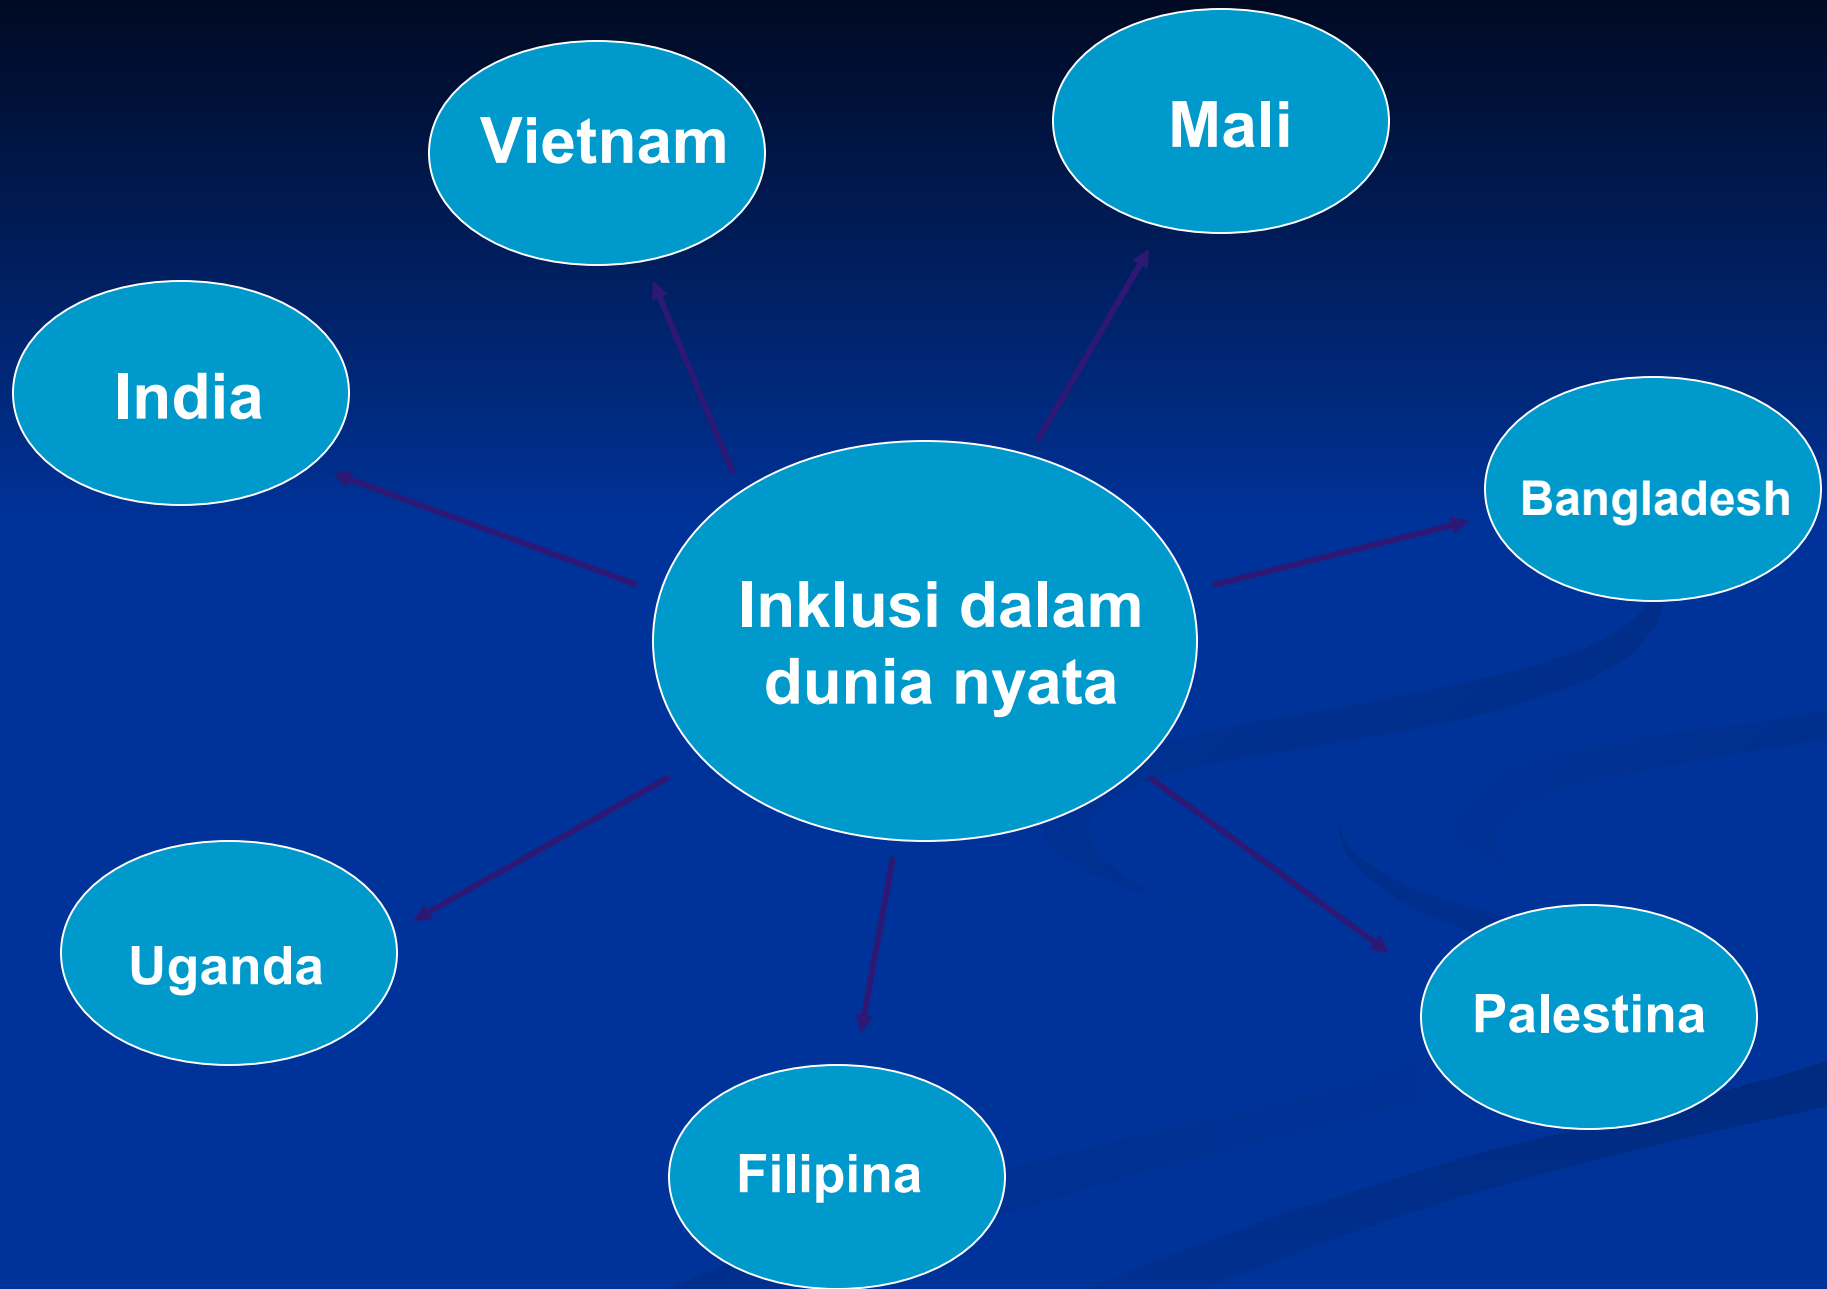 Vietnam
Mali
India
Bangladesh
Inklusi dalam
dunia nyata
Uganda
Palestina
Filipina